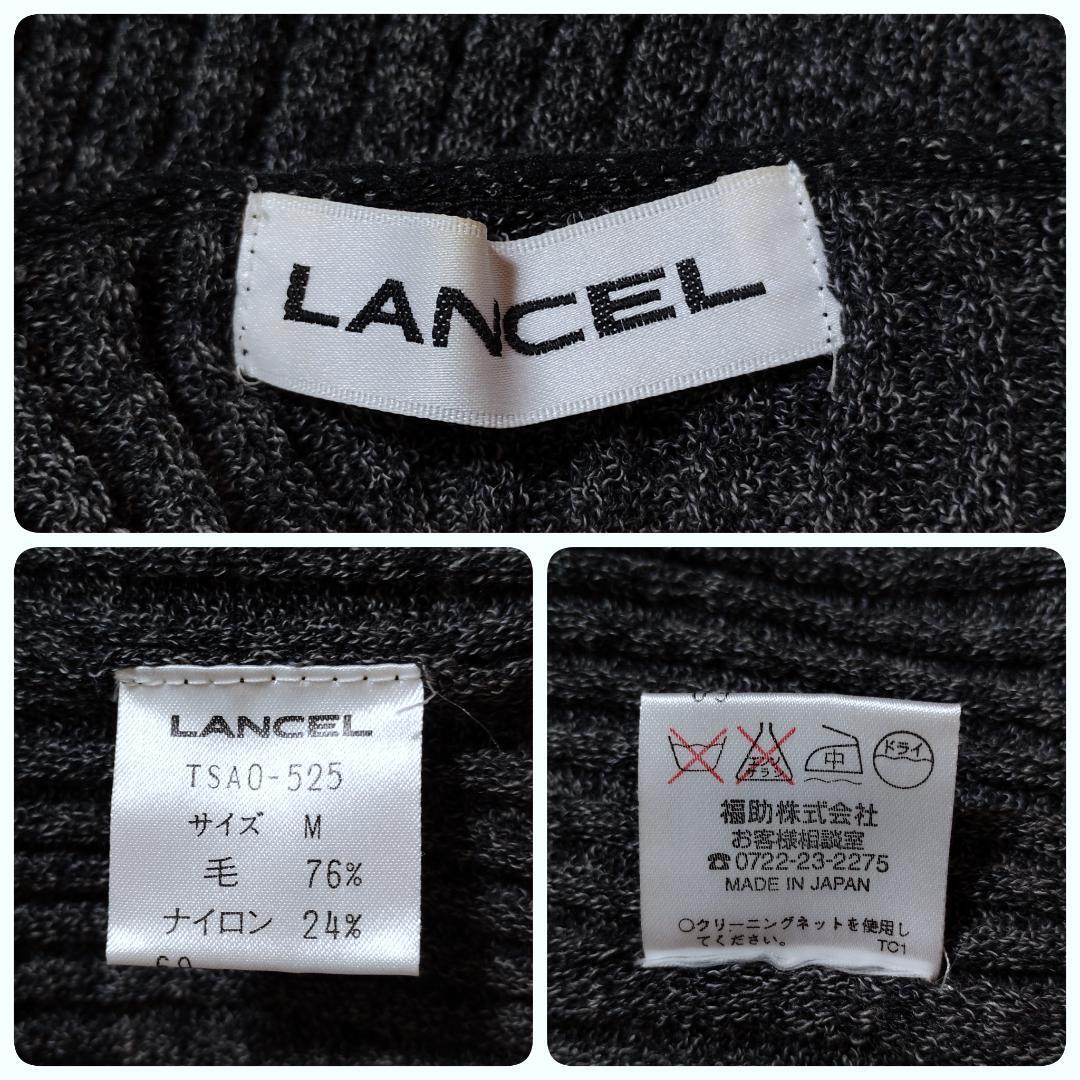 LANCEL
LANCEL
TSAO-525
サイズ M
毛 76%
ナイロン 24%
中
ドライ
福助株式会社
お客様相談室
☎0722-23-2275
MADE IN JAPAN
○クリーニングネットを使用し
てください。 TC1